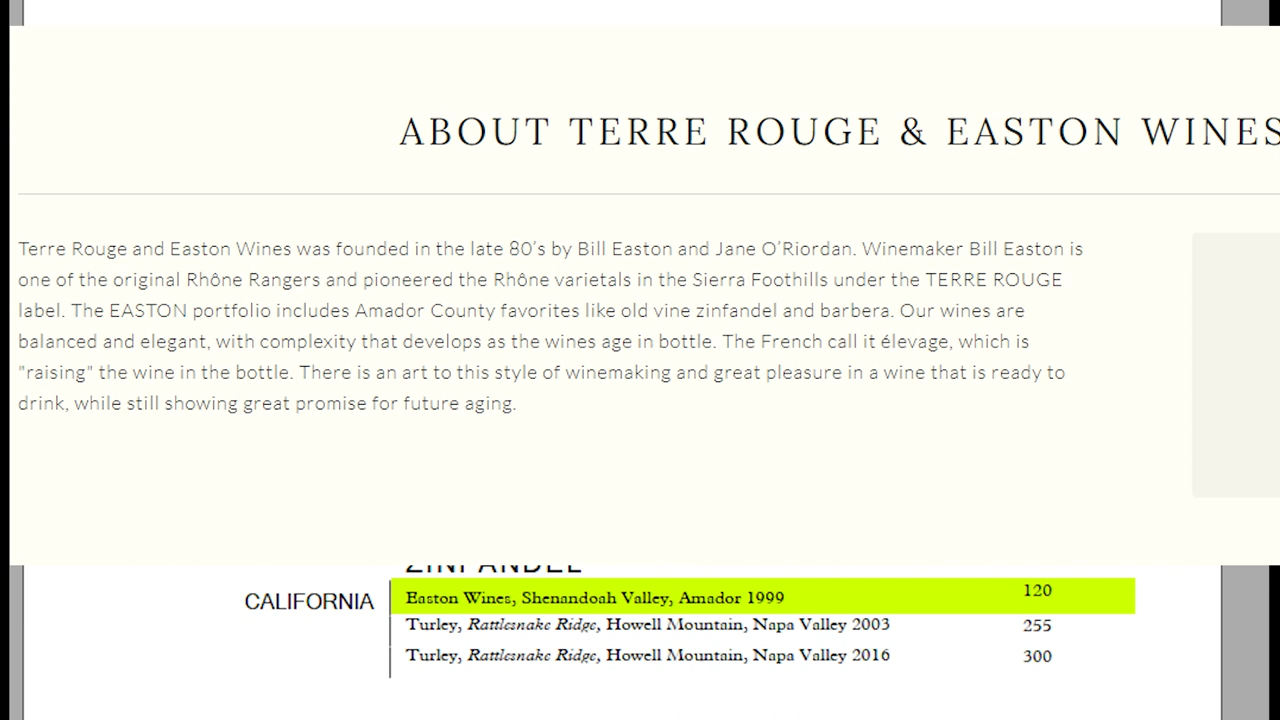 ABOUT TERRE ROUGE & EASTON WINES
Terre Rouge and Easton Wines was founded in the late 80’s by Bill Easton and Jane O’Riordan. Winemaker Bill Easton is
one of the original Rhône Rangers and pioneered the Rhône varietals in the Sierra Foothills under the TERRE ROUGE
label. The EASTON portfolio includes Amador County favorites like old vine zinfandel and barbera. Our wines are
balanced and elegant, with complexity that develops as the wines age in bottle. The French call it élevage, which is
"raising" the wine in the bottle. There is an art to this style of winemaking and great pleasure in a wine that is ready to
drink, while still showing great promise for future aging.
ZINFANDEL
CALIFORNIA
Easton Wines, Shenandoah Valley, Amador 1999 120
Turley, Rattlesnake Ridge, Howell Mountain, Napa Valley 2003 255
Turley, Rattlesnake Ridge, Howell Mountain, Napa Valley 2016 300